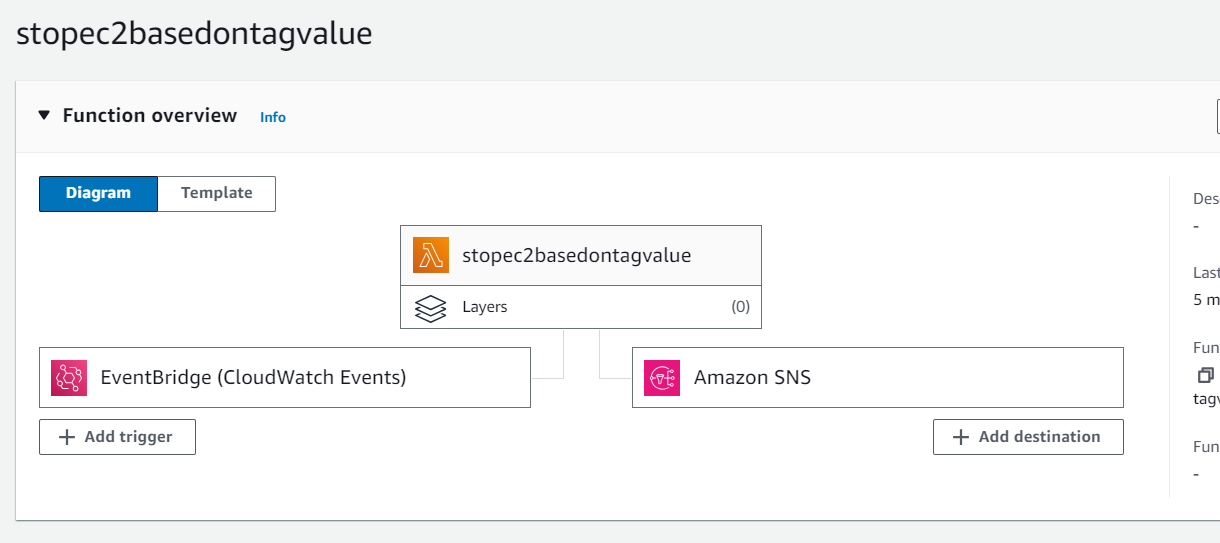 stopec2basedontagvalue
Function overview Info
Diagram Template
stopec2basedontagvalue
Layers (0)
EventBridge (CloudWatch Events)
Amazon SNS
+ Add trigger
+ Add destination
Des
-
Last
5 m
Fun
tagv
Fun
-